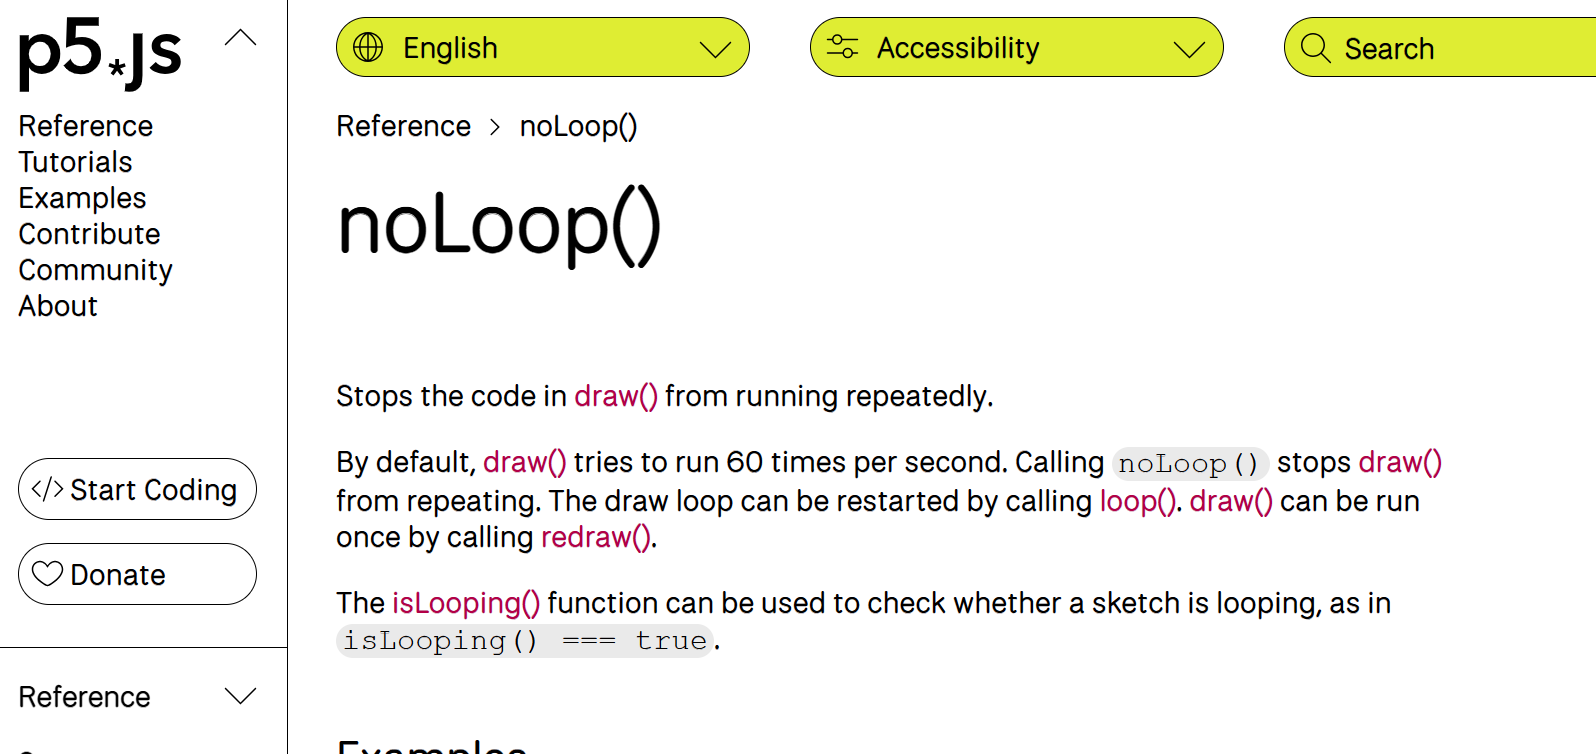 p5.js
Reference
Tutorials
Examples
Contribute
Community
About
Start Coding
Donate
Reference
English
Accessibility
Search
Reference > noLoop()
noLoop()
Stops the code in draw() from running repeatedly.
By default, draw() tries to run 60 times per second. Calling noLoop() stops draw()
from repeating. The draw loop can be restarted by calling loop(). draw() can be run
once by calling redraw().
The isLooping() function can be used to check whether a sketch is looping, as in
isLooping() === true.
Examples